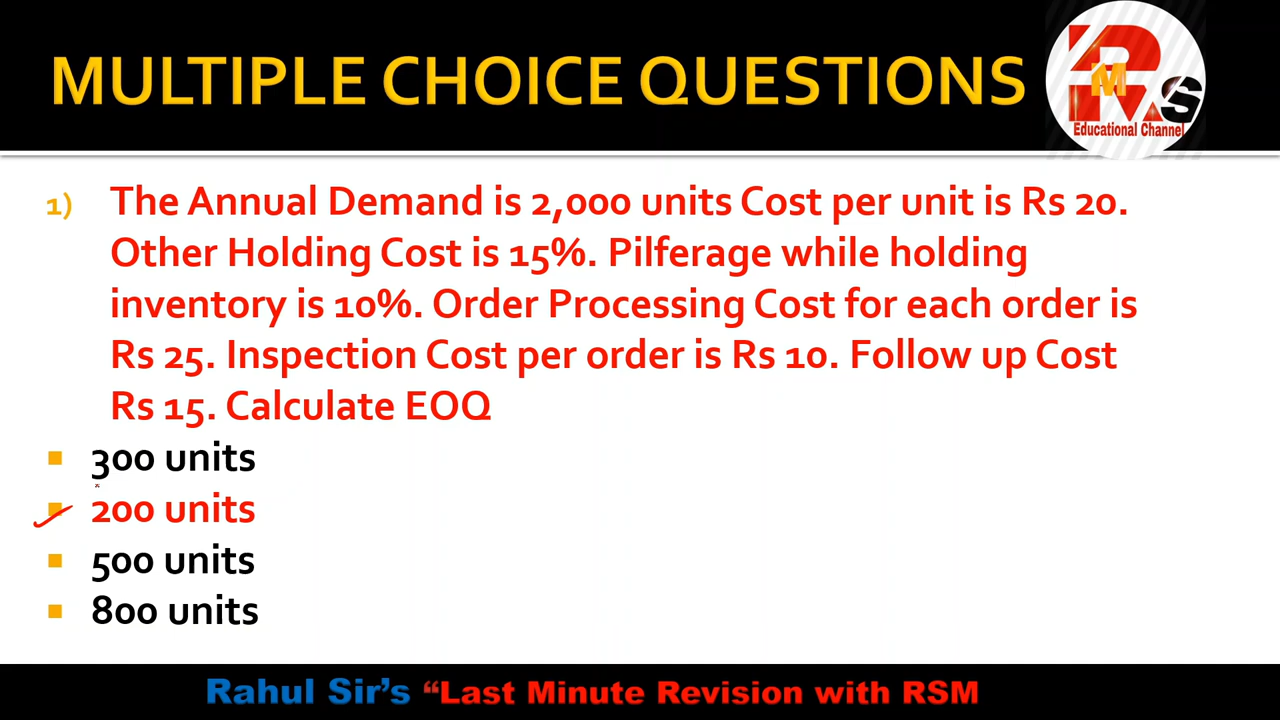 MULTIPLE CHOICE QUESTIONS
RMS
Educational Channel
1) The Annual Demand is 2,000 units Cost per unit is Rs 20.
Other Holding Cost is 15%. Pilferage while holding
inventory is 10%. Order Processing Cost for each order is
Rs 25. Inspection Cost per order is Rs 10. Follow up Cost
Rs 15. Calculate EOQ
300 units
200 units
500 units
800 units
Rahul Sir's "Last Minute Revision with RSM